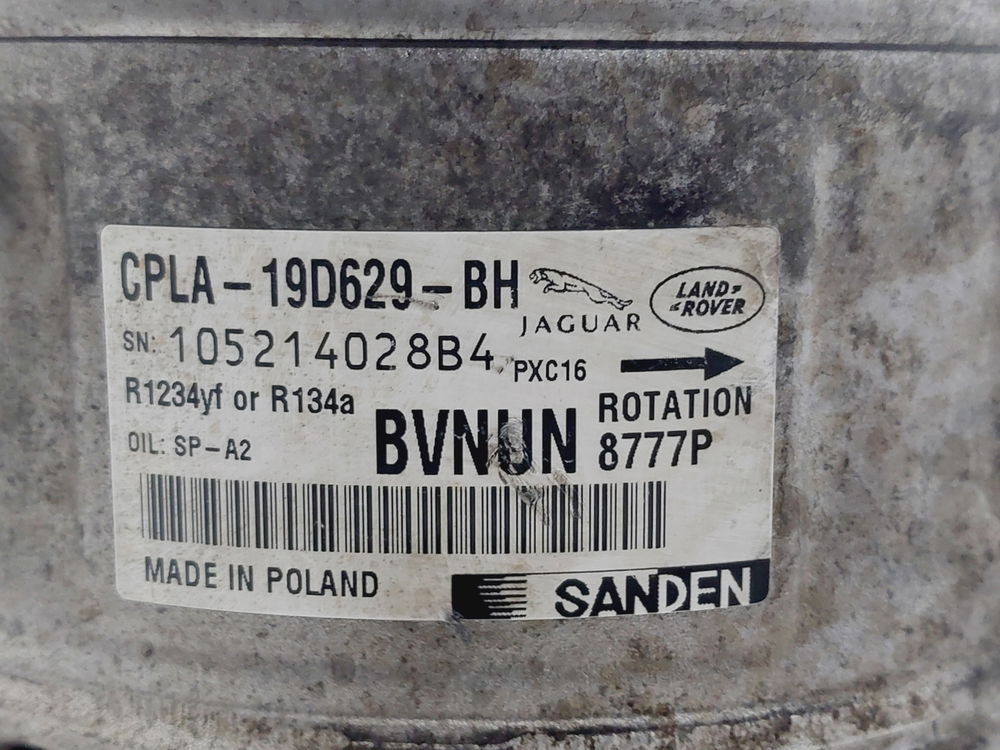 CPLA-19D629-BH
JAGUAR
LAND-
ROVER
SN: 105214028B4
PXC16
R1234yf or R134a
ROTATION
OIL: SP-A2
BVNUN
8777P
MADE IN POLAND
SANDEN